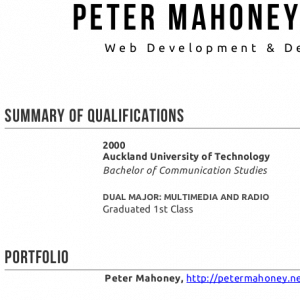 PETER MAHONEY
Web Development & De
SUMMARY OF QUALIFICATIONS
2000
Auckland University of Technology
Bachelor of Communication Studies
DUAL MAJOR: MULTIMEDIA AND RADIO
Graduated 1st Class
PORTFOLIO
Peter Mahoney, http://petermahoney.ne